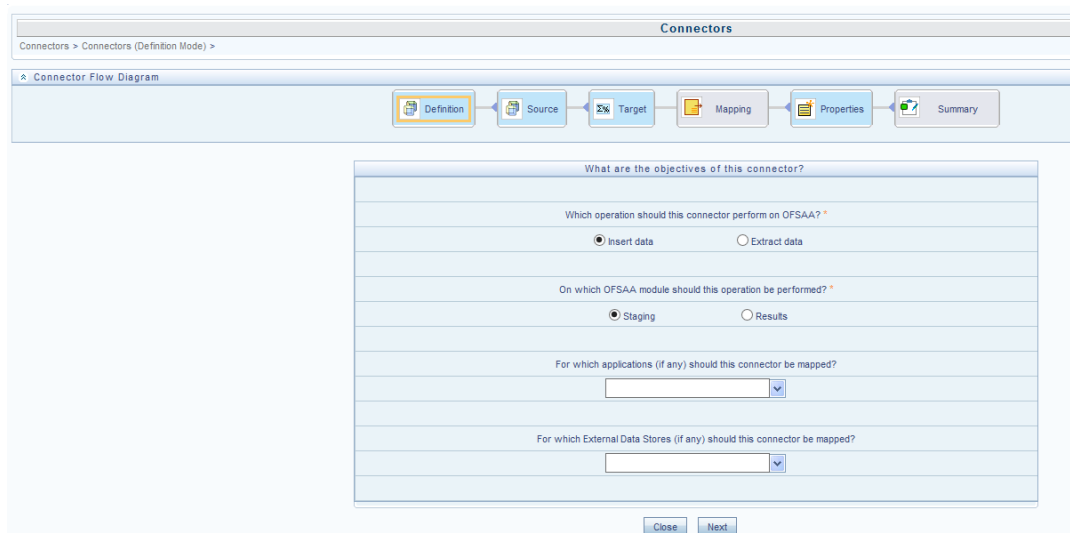 Connectors
Connectors > Connectors (Definition Mode) >
Connector Flow Diagram
Definition Source Σ% Target Mapping Properties Summary
What are the objectives of this connector?
Which operation should this connector perform on OFSAA? *
Insert data Extract data
On which OFSAA module should this operation be performed? *
Staging Results
For which applications (if any) should this connector be mapped?
For which External Data Stores (if any) should this connector be mapped?
Close Next